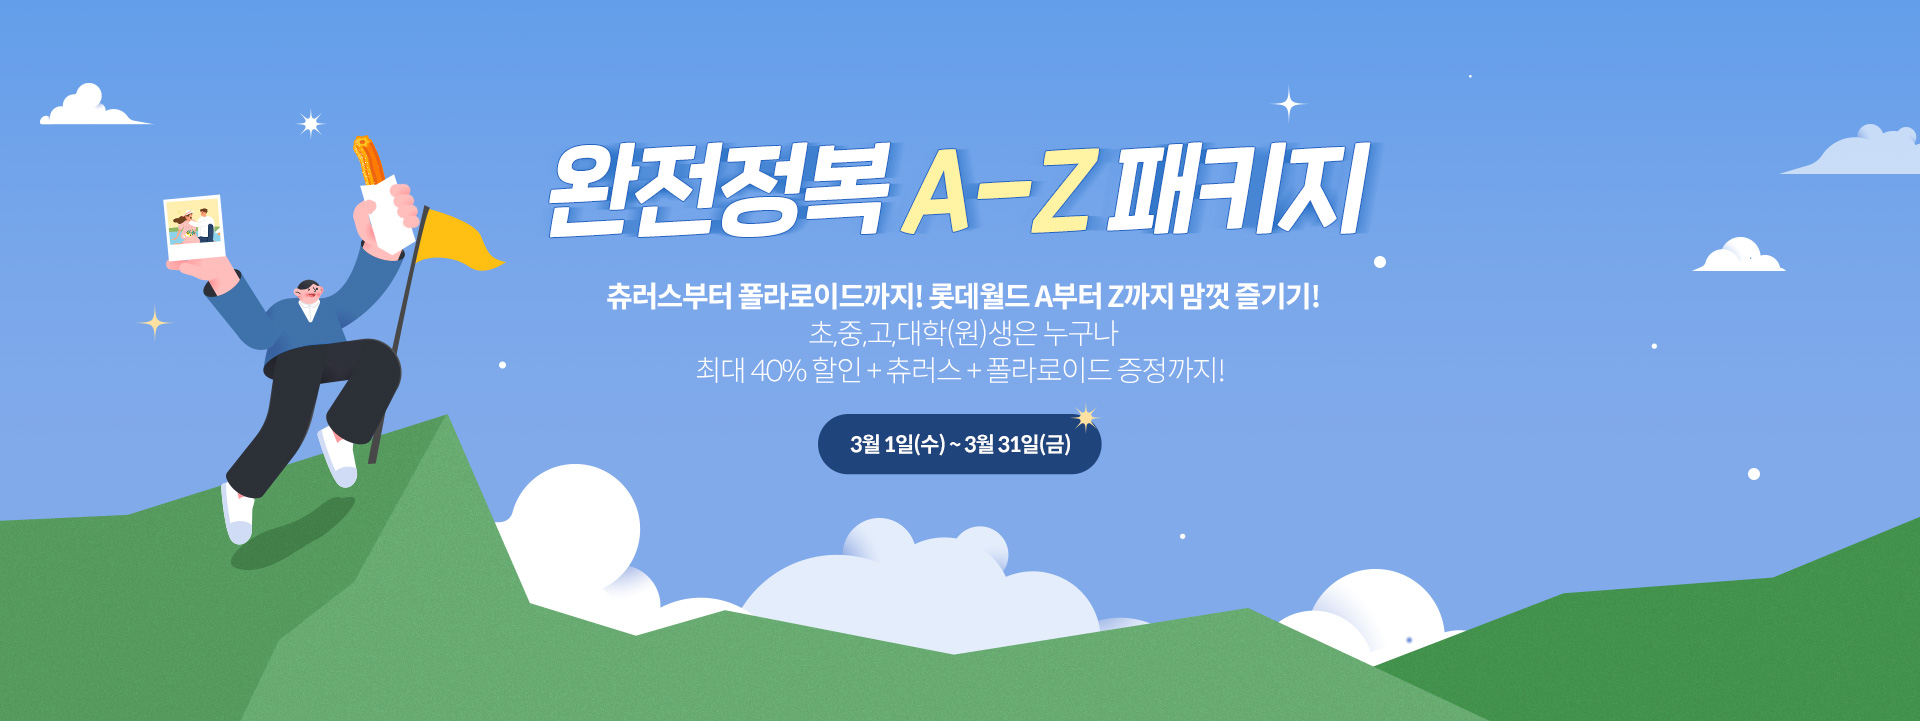 완전정복 A-Z 패키지
츄러스부터 폴라로이드까지! 롯데월드 A부터 Z까지 맘껏 즐기기!
초,중,고,대학(원)생은 누구나
최대 40% 할인 + 츄러스 + 폴라로이드 증정까지!
3월 1일(수) ~ 3월 31일(금)